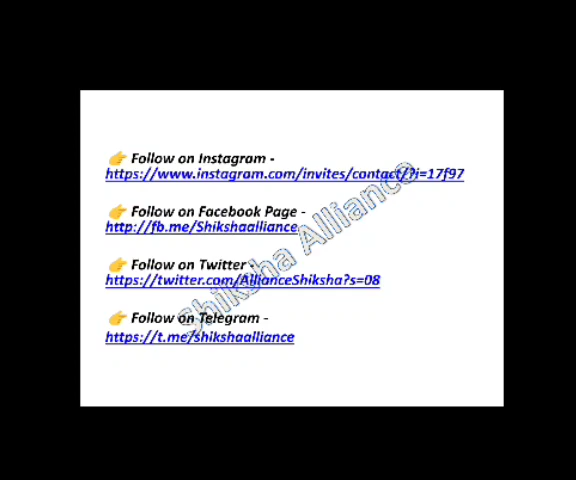 👉 Follow on Instagram -
https://www.instagram.com/invites/contact/?i=17f97
👉 Follow on Facebook Page -
http://fb.me/Shikshaalliance
👉 Follow on Twitter -
https://twitter.com/AllianceShiksha?s=08
👉 Follow on Telegram -
https://t.me/shikshaalliance
Shiksha Alliance